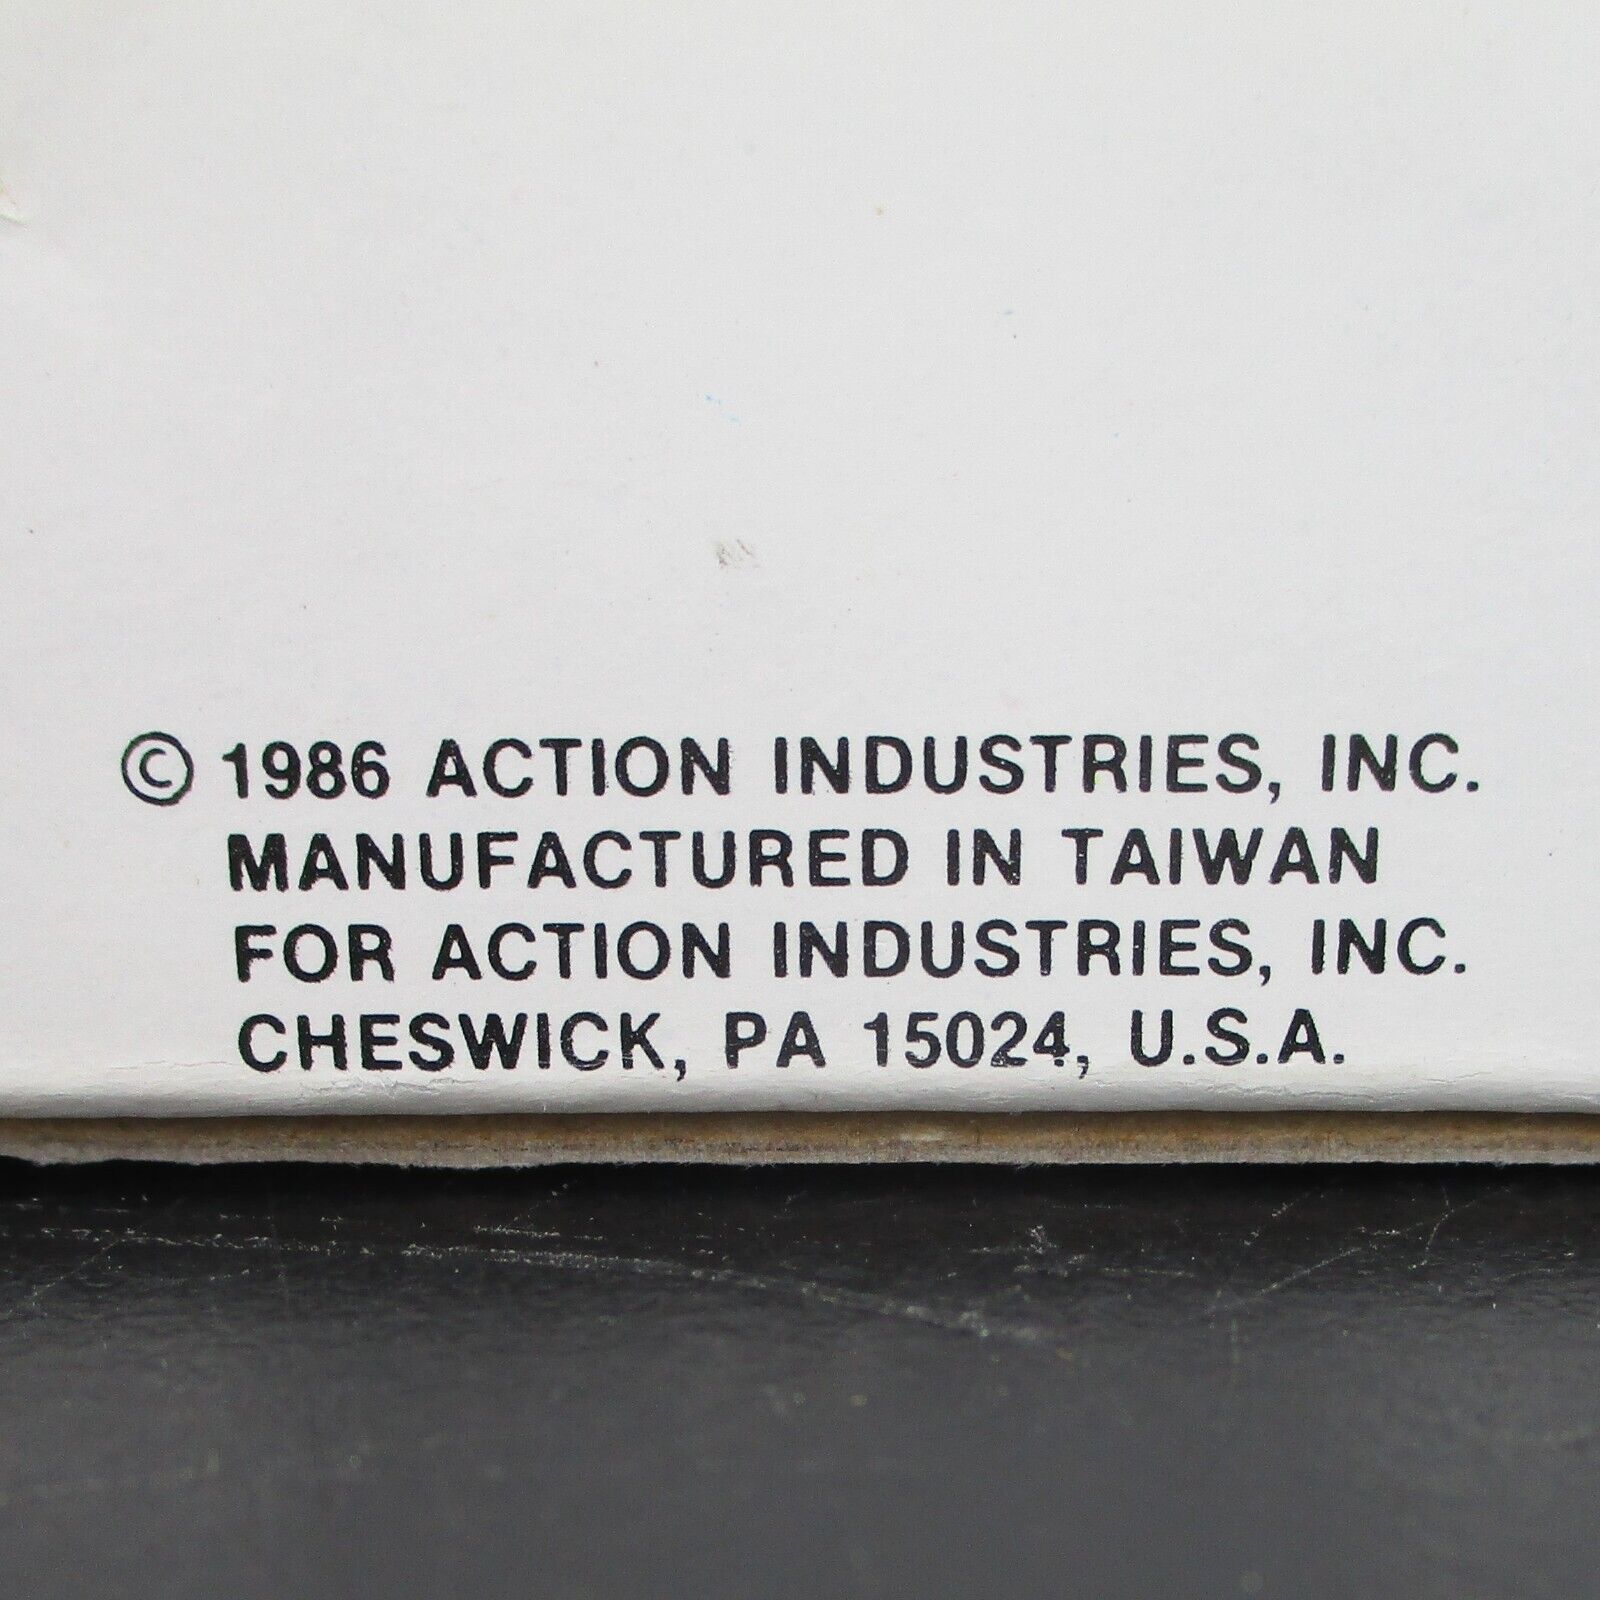 © 1986 ACTION INDUSTRIES, INC.
MANUFACTURED IN TAIWAN
FOR ACTION INDUSTRIES, INC.
CHESWICK, PA 15024, U.S.A.